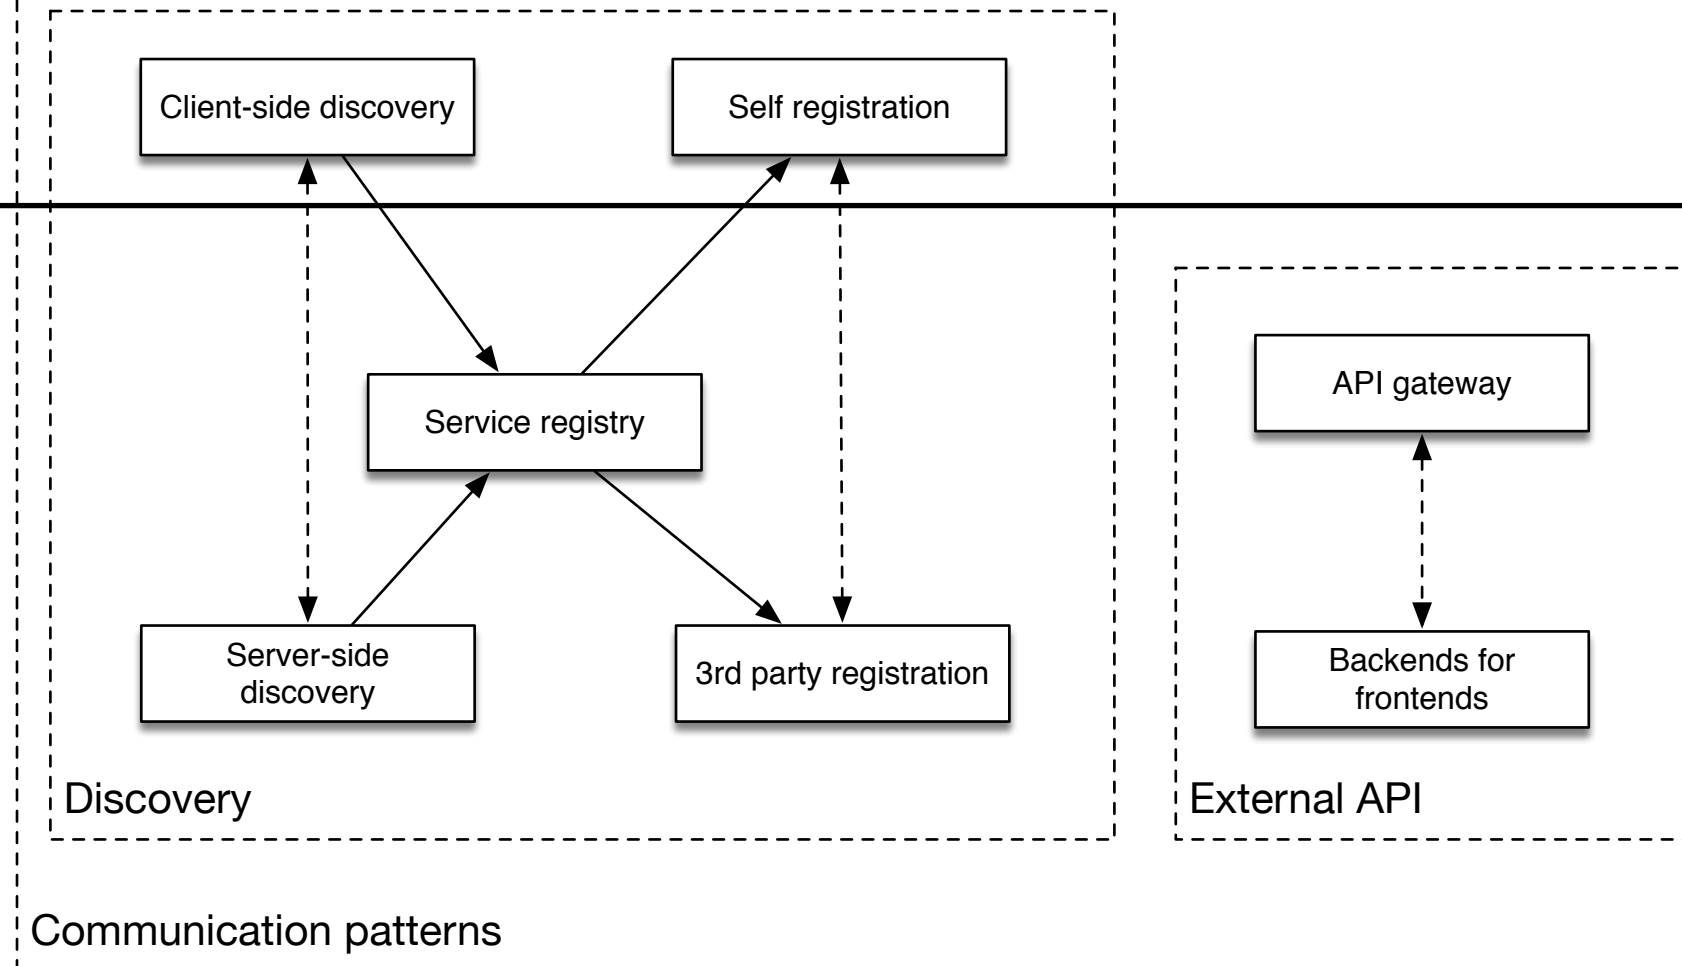 Client-side discovery
Self registration
Service registry
API gateway
Server-side
discovery
3rd party registration
Backends for
frontends
Discovery
External API
Communication patterns